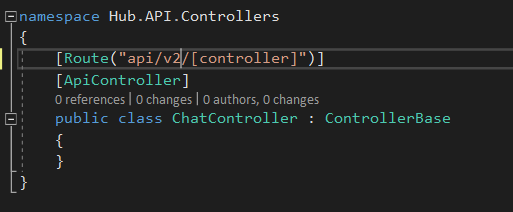 namespace Hub.API.Controllers
{
[Route("api/v2/[controller]")]
[ApiController]
0 references | 0 changes | 0 authors, 0 changes
public class ChatController : ControllerBase
{
}
}